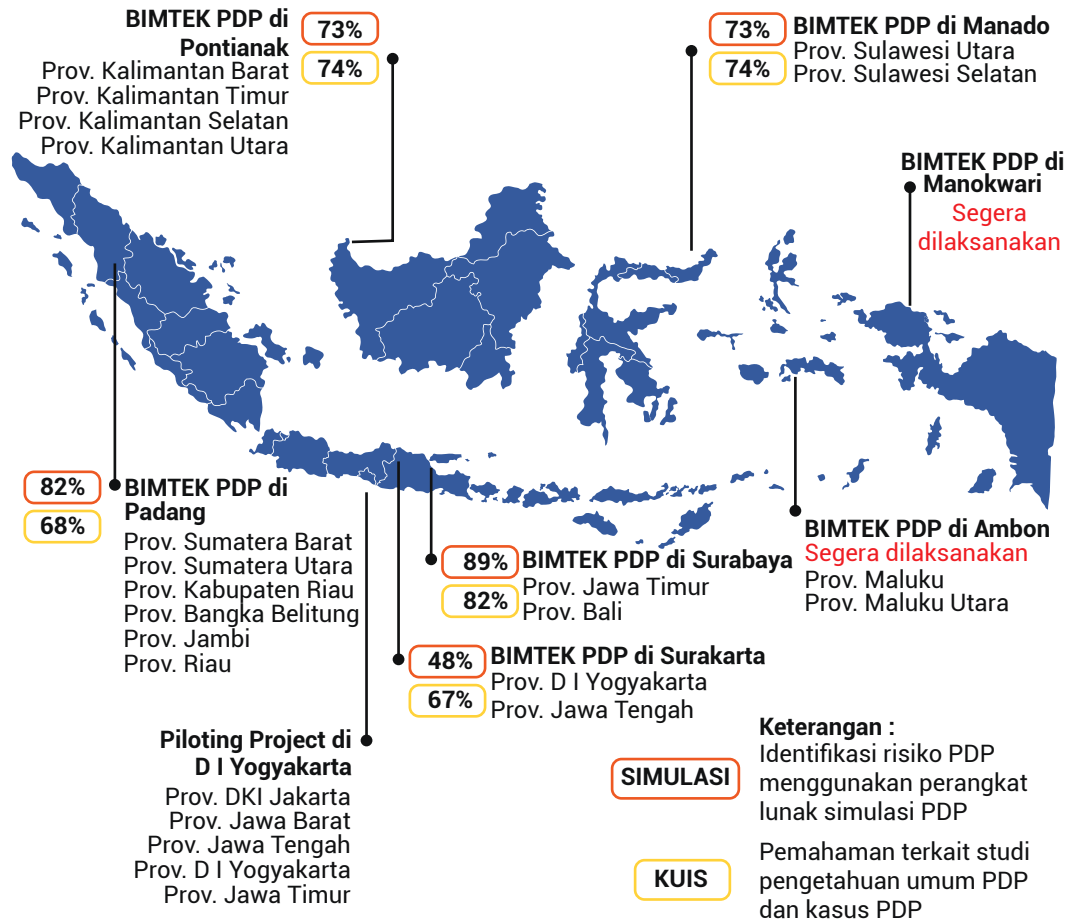 BIMTEK PDP di
Pontianak
Prov. Kalimantan Barat
Prov. Kalimantan Timur
Prov. Kalimantan Selatan
Prov. Kalimantan Utara
73%
74%
73%
74%
BIMTEK PDP di Manado
Prov. Sulawesi Utara
Prov. Sulawesi Selatan
BIMTEK PDP di
Manokwari
Segera
dilaksanakan
82%
68%
BIMTEK PDP di
Padang
Prov. Sumatera Barat
Prov. Sumatera Utara
Prov. Kabupaten Riau
Prov. Bangka Belitung
Prov. Jambi
Prov. Riau
89%
82%
BIMTEK PDP di Surabaya
Prov. Jawa Timur
Prov. Bali
BIMTEK PDP di Ambon
Segera dilaksanakan
Prov. Maluku
Prov. Maluku Utara
48%
67%
BIMTEK PDP di Surakarta
Prov. D I Yogyakarta
Prov. Jawa Tengah
Piloting Project di
D I Yogyakarta
Prov. DKI Jakarta
Prov. Jawa Barat
Prov. Jawa Tengah
Prov. D I Yogyakarta
Prov. Jawa Timur
Keterangan :
SIMULASI
Identifikasi risiko PDP
menggunakan perangkat
lunak simulasi PDP
KUIS
Pemahaman terkait studi
pengetahuan umum PDP
dan kasus PDP